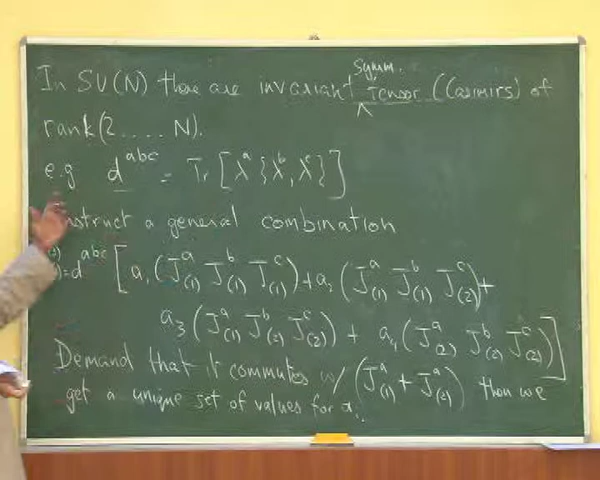 In SU(N) there are invariant Symm. Tensor (Casimirs) of
rank(2 .... N).
e.g d^{abc} = Tr [ λ^a {λ^b, λ^c} ]
nstruct a general combination
) = d^{abc} [ a_1 (J^a_{(1)} J^b_{(1)} J^c_{(1)}) + a_2 (J^a_{(1)} J^b_{(1)} J^c_{(2)}) +
a_3 (J^a_{(1)} J^b_{(2)} J^c_{(2)}) + a_4 (J^a_{(2)} J^b_{(2)} J^c_{(2)}) ]
Demand that it commutes w/ (J^a_{(1)} + J^a_{(2)}) then we
get a unique set of values for a_i.